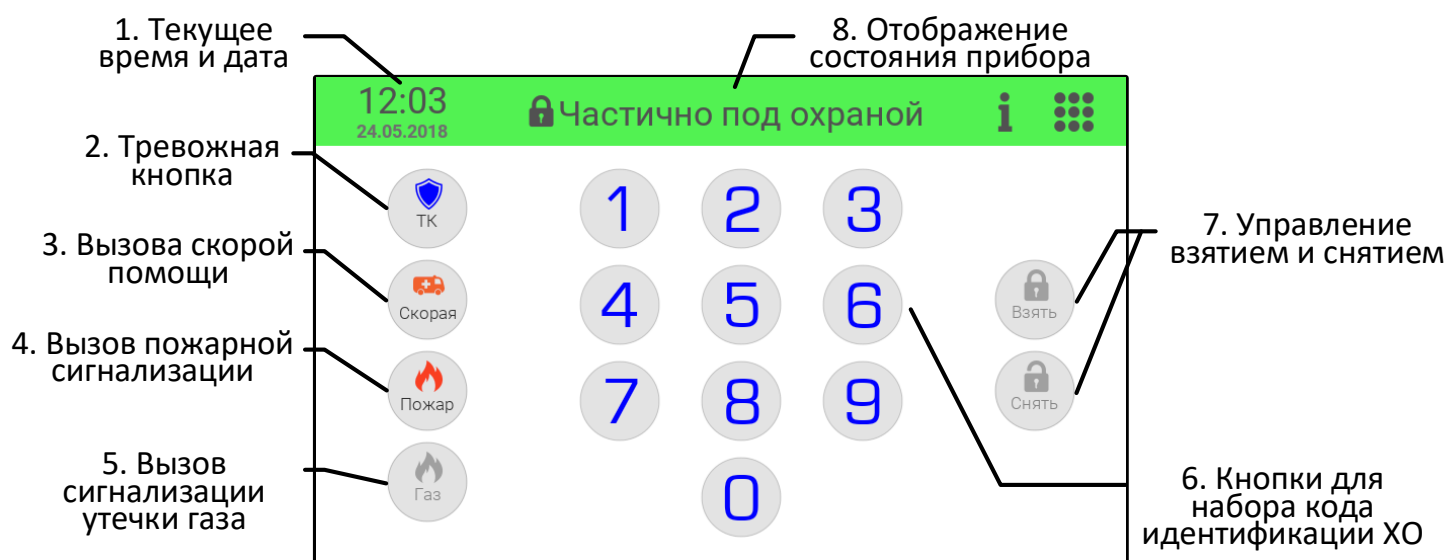 1. Текущее
время и дата
8. Отображение
состояния прибора
12:03
24.05.2018
Частично под охраной
i
2. Тревожная
кнопка
ТК
1 2 3
3. Вызова скорой
помощи
Скорая
4 5 6
Взять
7. Управление
взятием и снятием
4. Вызов пожарной
сигнализации
Пожар
7 8 9
Снять
5. Вызов
сигнализации
утечки газа
Газ
0
6. Кнопки для
набора кода
идентификации ХО